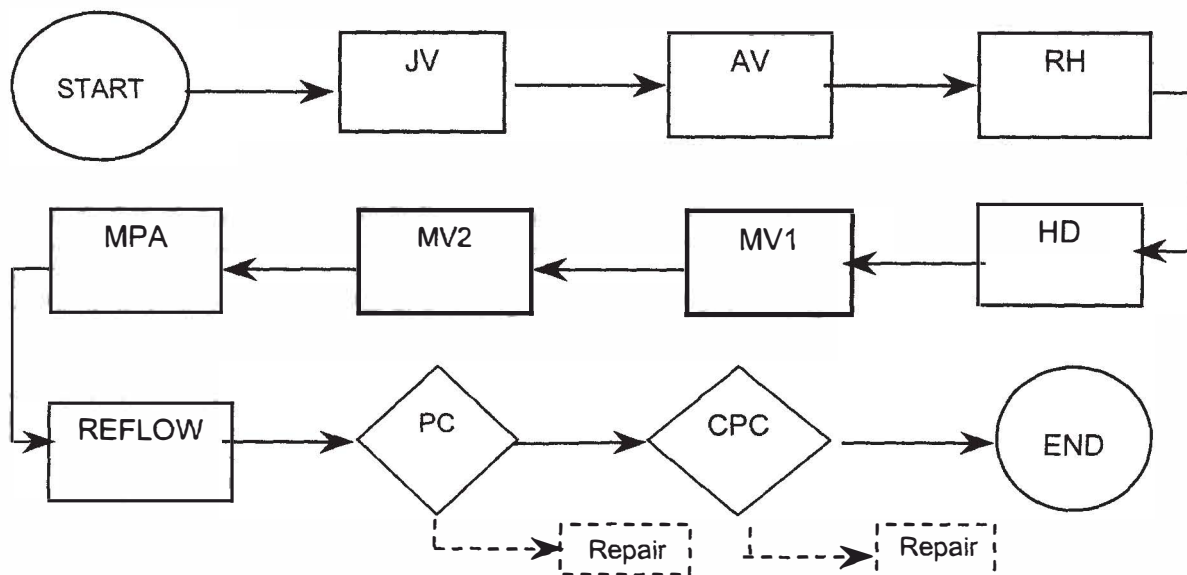 START
JV
AV
RH
HD
MV1
MV2
MPA
REFLOW
PC
CPC
END
Repair
Repair